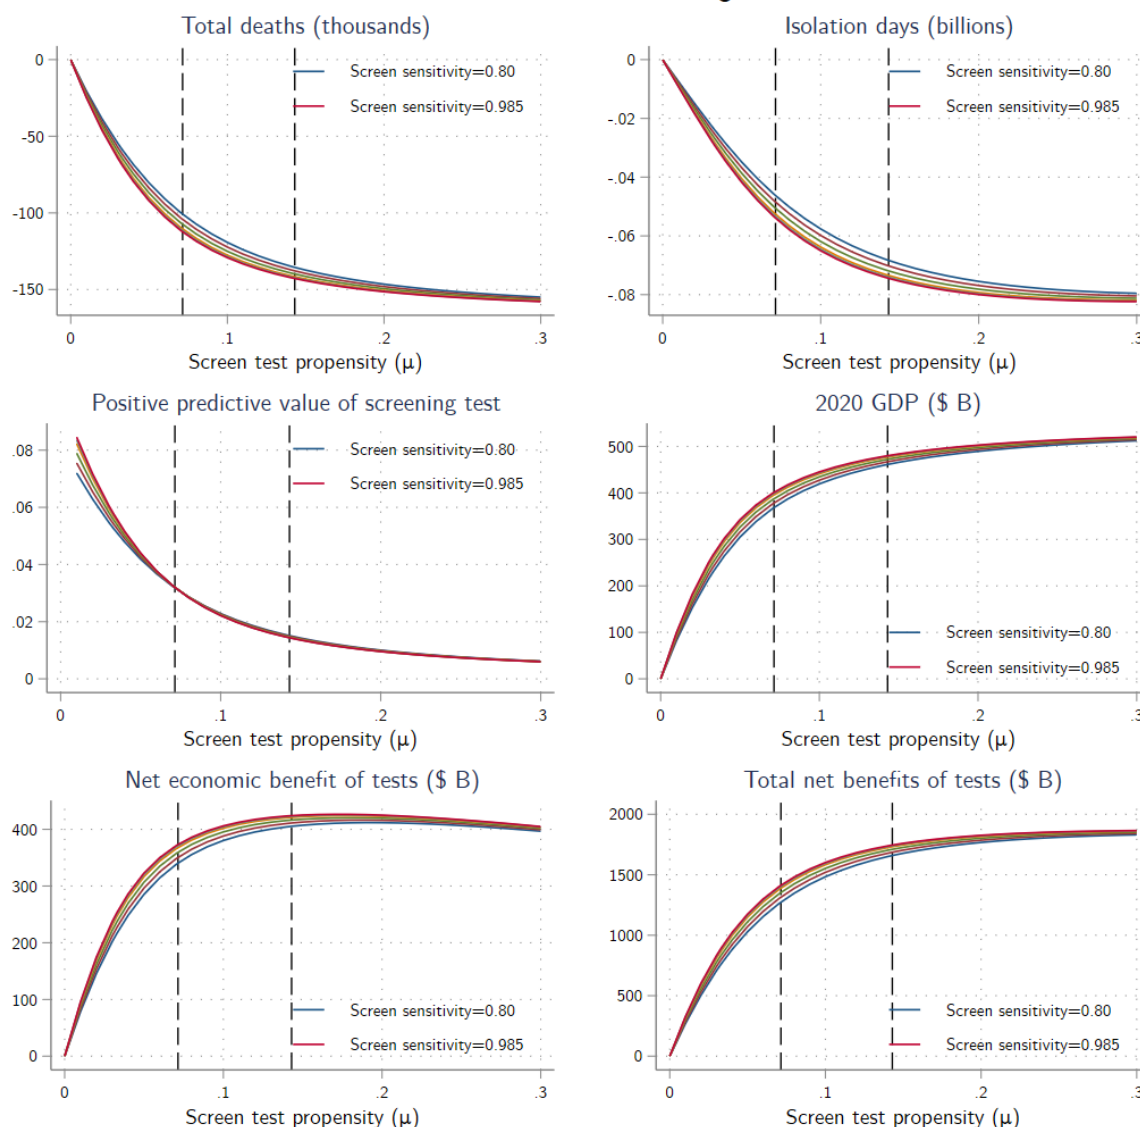 Total deaths (thousands)
0
-50
-100
-150
Screen sensitivity=0.80
Screen sensitivity=0.985
0 .1 .2 .3
Screen test propensity (μ)
Isolation days (billions)
0
-.02
-.04
-.06
-.08
Screen sensitivity=0.80
Screen sensitivity=0.985
0 .1 .2 .3
Screen test propensity (μ)
Positive predictive value of screening test
.08
.06
.04
.02
0
Screen sensitivity=0.80
Screen sensitivity=0.985
0 .1 .2 .3
Screen test propensity (μ)
2020 GDP ($ B)
500
400
300
200
100
0
Screen sensitivity=0.80
Screen sensitivity=0.985
0 .1 .2 .3
Screen test propensity (μ)
Net economic benefit of tests ($ B)
400
300
200
100
0
Screen sensitivity=0.80
Screen sensitivity=0.985
0 .1 .2 .3
Screen test propensity (μ)
Total net benefits of tests ($ B)
2000
1500
1000
500
0
Screen sensitivity=0.80
Screen sensitivity=0.985
0 .1 .2 .3
Screen test propensity (μ)